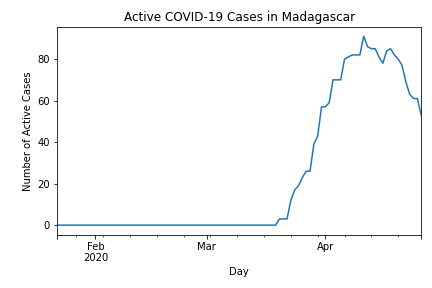 Active COVID-19 Cases in Madagascar
Number of Active Cases
80
60
40
20
0
Feb
2020
Mar
Apr
Day